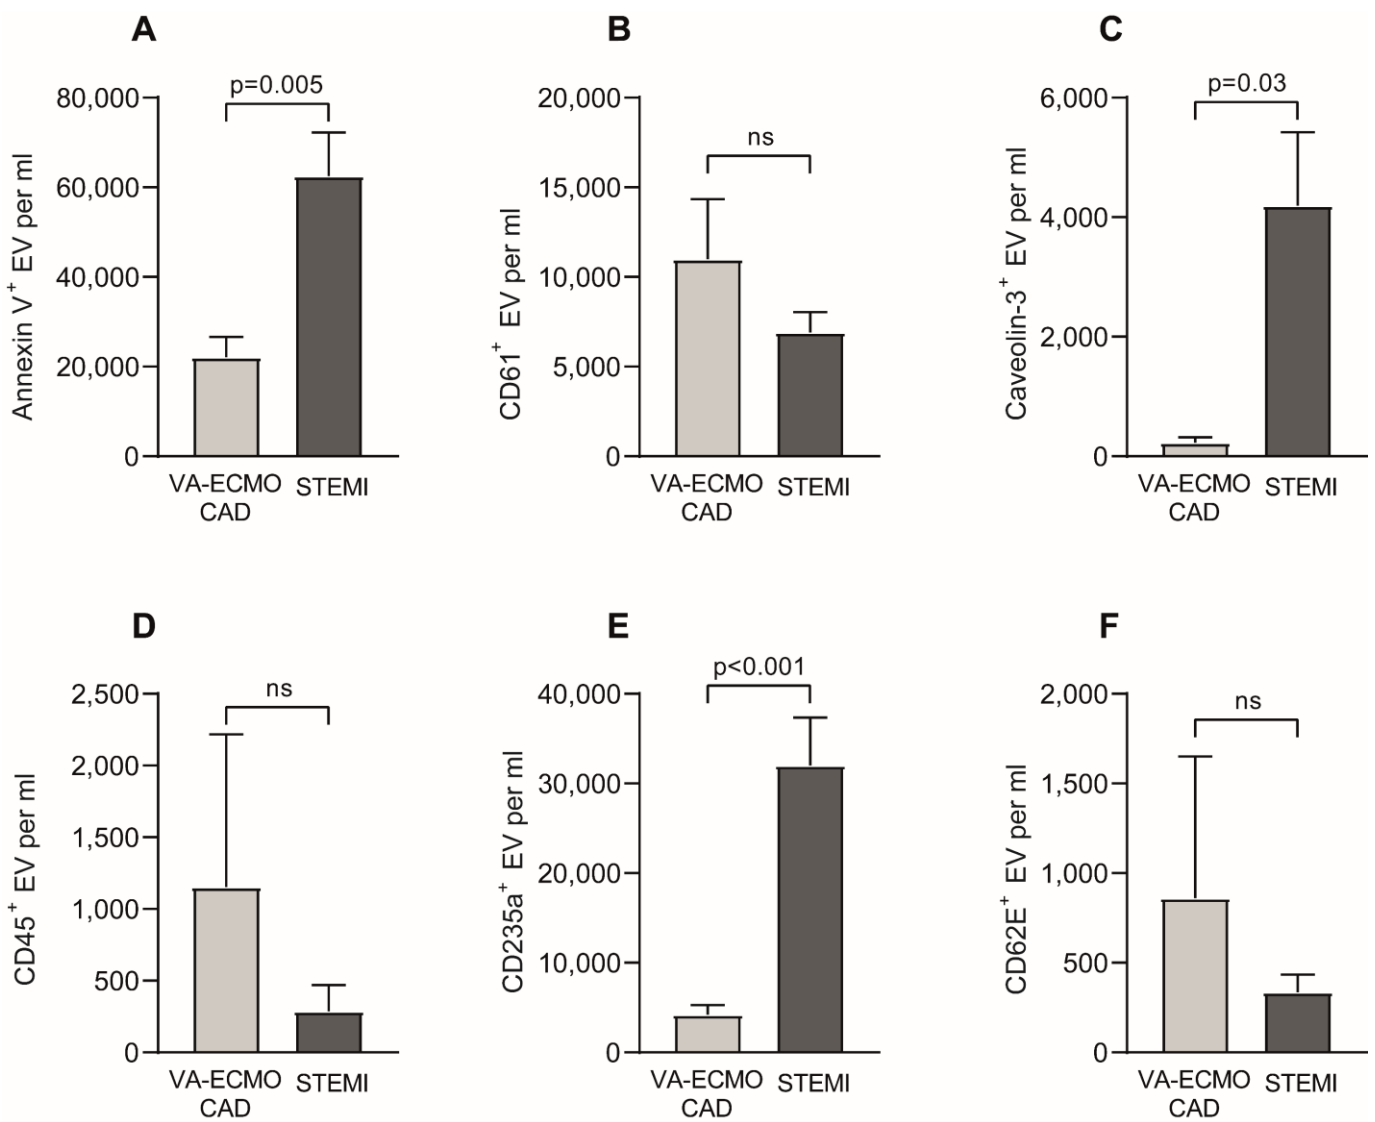 A
p=0.005
80,000
60,000
40,000
20,000
0
Annexin V+ EV per ml
VA-ECMO
CAD
STEMI
B
ns
20,000
15,000
10,000
5,000
0
CD61+ EV per ml
VA-ECMO
CAD
STEMI
C
p=0.03
6,000
4,000
2,000
0
Caveolin-3+ EV per ml
VA-ECMO
CAD
STEMI
D
ns
2,500
2,000
1,500
1,000
500
0
CD45+ EV per ml
VA-ECMO
CAD
STEMI
E
p<0.001
40,000
30,000
20,000
10,000
0
CD235a+ EV per ml
VA-ECMO
CAD
STEMI
F
ns
2,000
1,500
1,000
500
0
CD62E+ EV per ml
VA-ECMO
CAD
STEMI